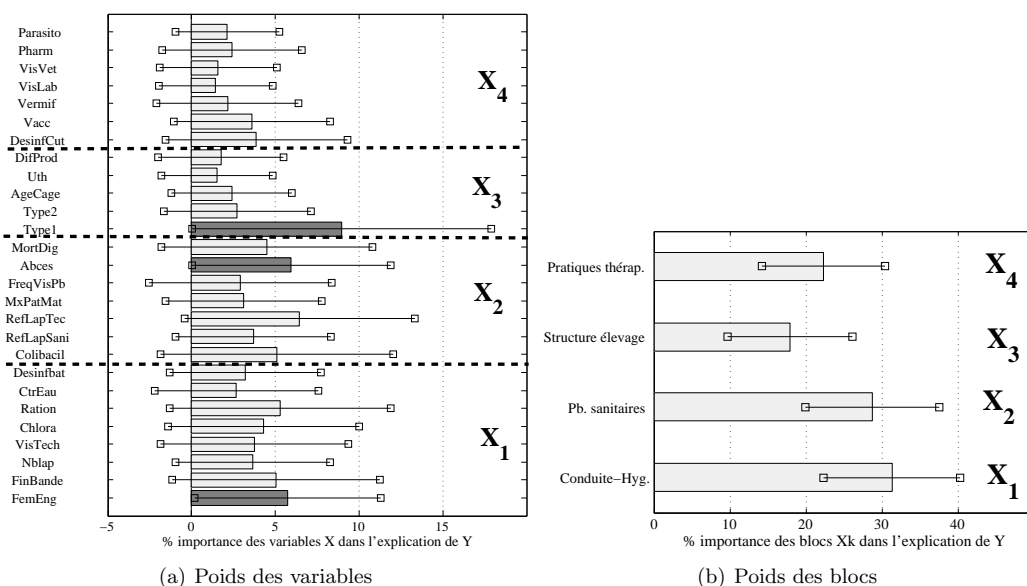 Parasito
Pharm
VisVet
VisLab
Vermif
Vacc
DesinfCut
DifProd
Uth
AgeCage
Type2
Type1
MortDig
Abces
FreqVisPb
MxPatMat
RefLapTec
RefLapSani
Colibacil
Desinfbat
CtrEau
Ration
Chlora
VisTech
Nblap
FinBande
FemEng
X4
X3
X2
X1
−5 0 5 10 15
% importance des variables X dans l’explication de Y
(a) Poids des variables
Pratiques thérap.
Structure élevage
Pb. sanitaires
Conduite−Hyg.
X4
X3
X2
X1
0 10 20 30 40
% importance des blocs Xk dans l’explication de Y
(b) Poids des blocs